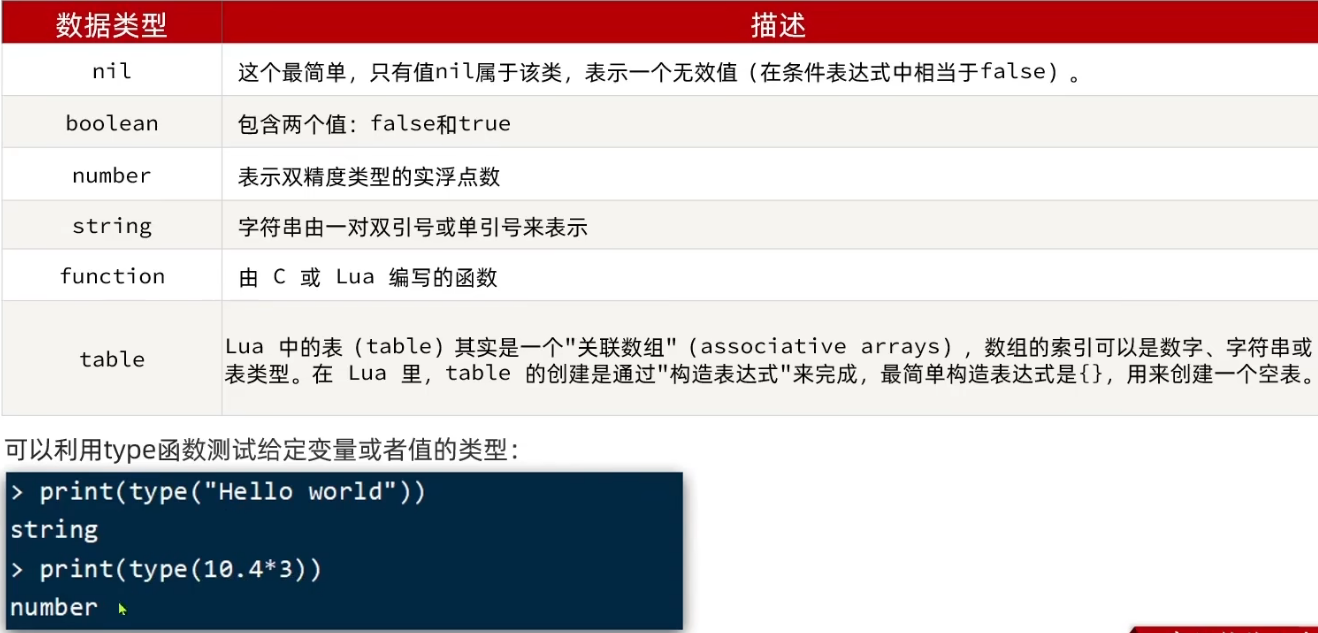 数据类型 描述
nil 这个最简单，只有值nil属于该类，表示一个无效值（在条件表达式中相当于false）。
boolean 包含两个值：false和true
number 表示双精度类型的实浮点数
string 字符串由一对双引号或单引号来表示
function 由 C 或 Lua 编写的函数
table Lua 中的表（table）其实是一个"关联数组"（associative arrays），数组的索引可以是数字、字符串或
表类型。在 Lua 里，table 的创建是通过"构造表达式"来完成，最简单构造表达式是{}，用来创建一个空表。
可以利用type函数测试给定变量或者值的类型：
> print(type("Hello world"))
string
> print(type(10.4*3))
number